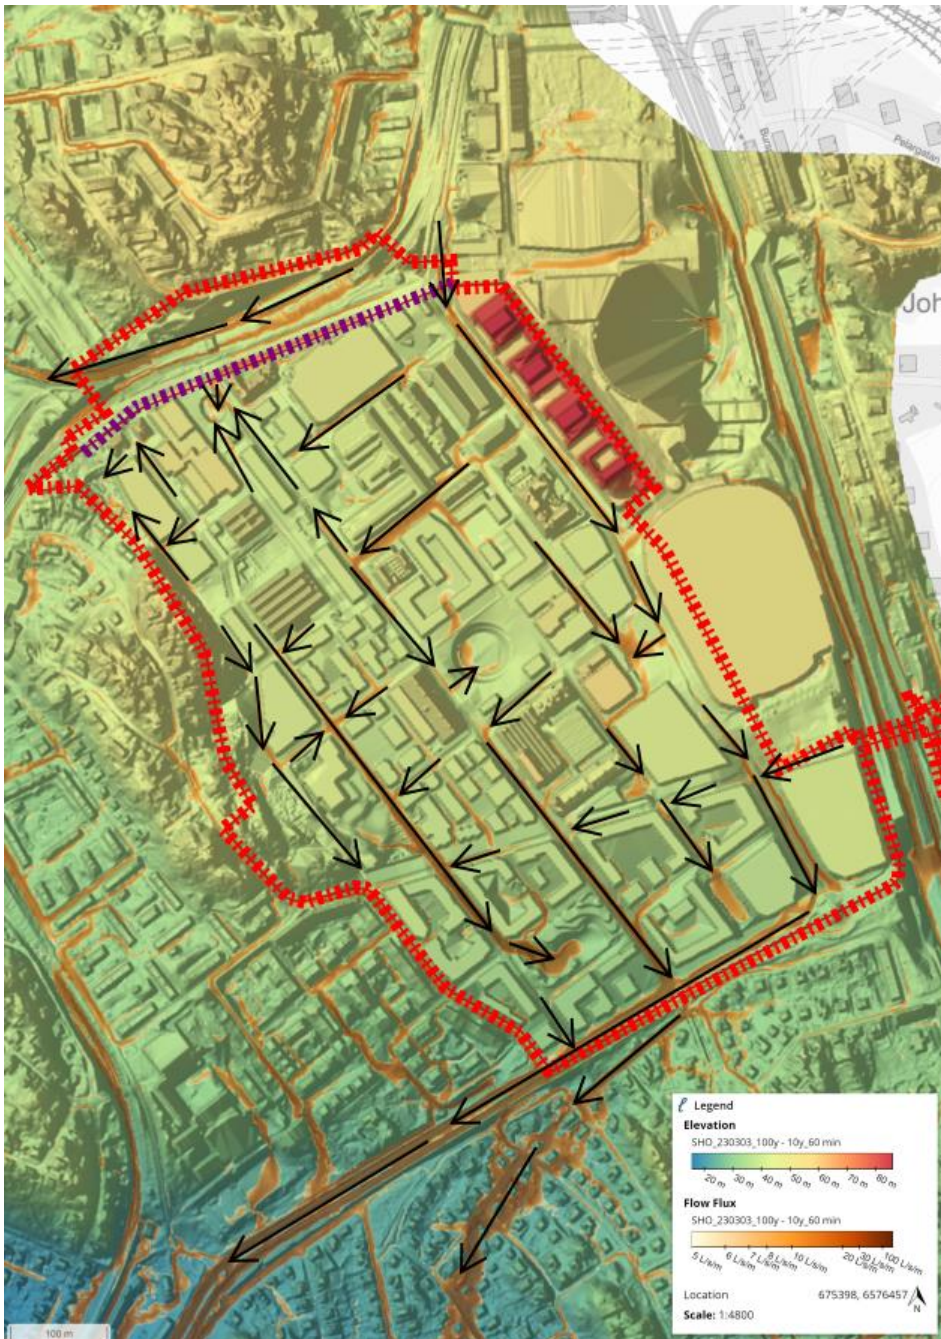 Pelargatan
Joh
Legend
Elevation
SHO_230303_100y - 10y_60 min
20 m 30 m 40 m 50 m 60 m 70 m 80 m
Flow Flux
SHO_230303_100y - 10y_60 min
5 L/s/m 6 L/s/m 7 L/s/m 8 L/s/m 10 L/s/m 20 L/s/m 30 L/s/m 100 L/s/m
Location 675398, 6576457
N
Scale: 1:4800
100 m